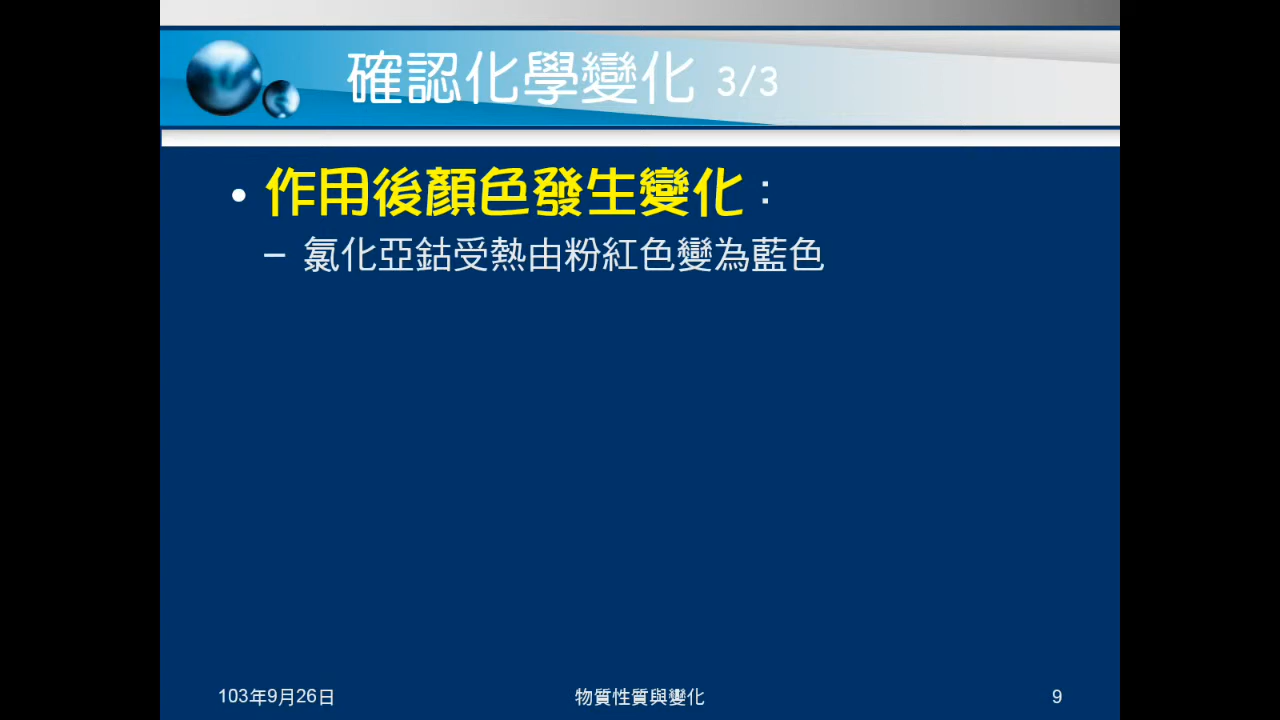 確認化學變化 3/3
• 作用後顏色發生變化：
– 氯化亞鈷受熱由粉紅色變為藍色
103年9月26日 物質性質與變化 9